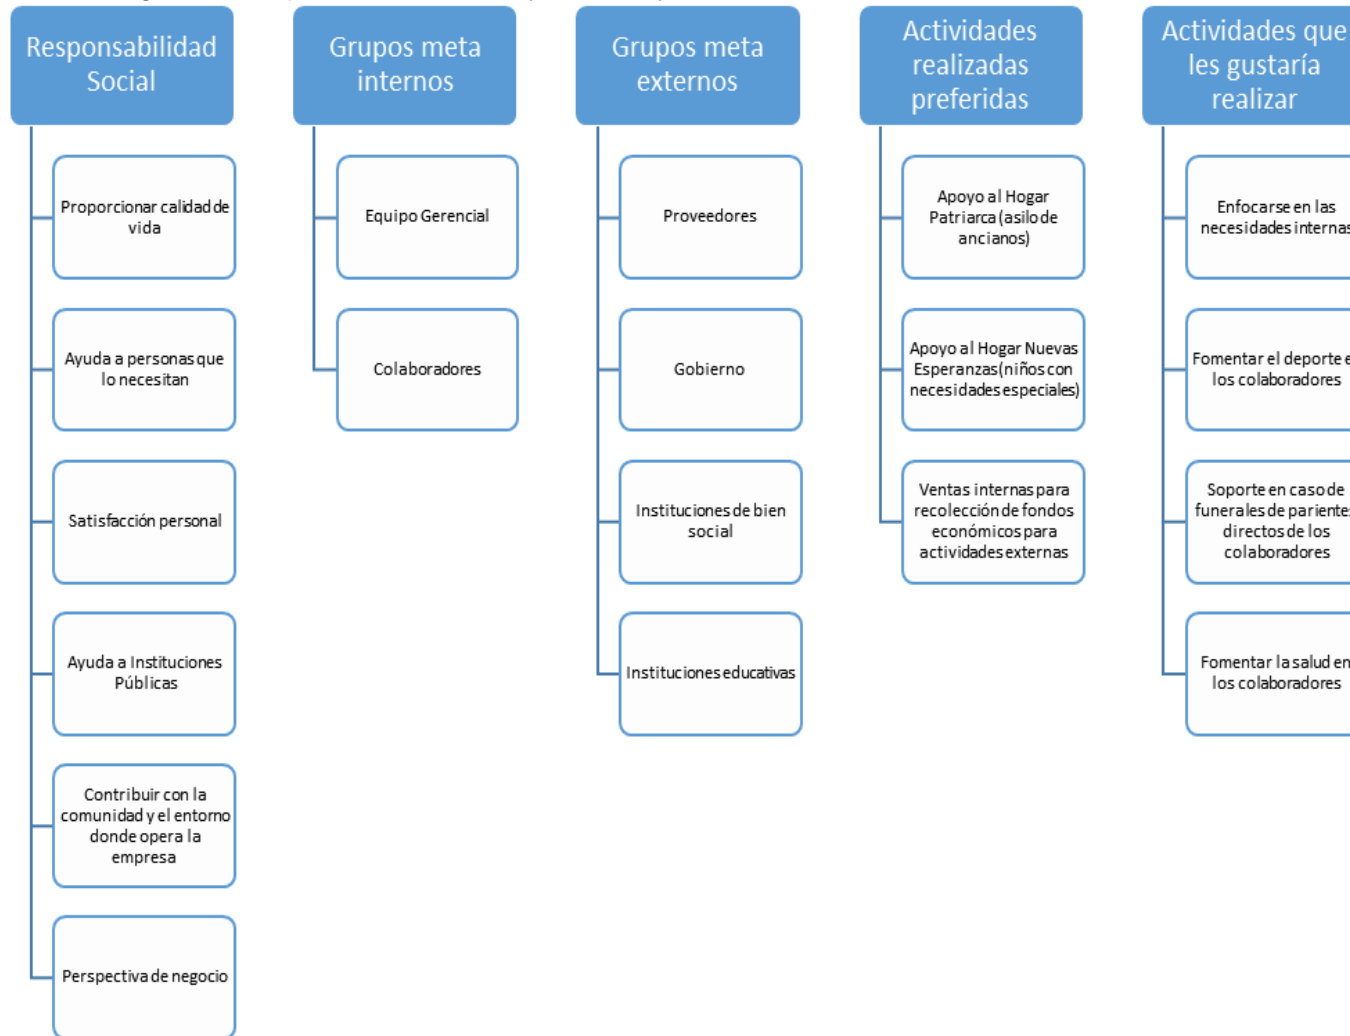 Responsabilidad
Social
Proporcionar calidad de
vida
Ayuda a personas que
lo necesitan
Satisfacción personal
Ayuda a Instituciones
Públicas
Contribuir con la
comunidad y el entorno
donde opera la
empresa
Perspectiva de negocio
Grupos meta
internos
Equipo Gerencial
Colaboradores
Grupos meta
externos
Proveedores
Gobierno
Instituciones de bien
social
Instituciones educativas
Actividades
realizadas
preferidas
Apoyo al Hogar
Patriarca (asilo de
ancianos)
Apoyo al Hogar Nuevas
Esperanzas(niños con
necesidades especiales)
Ventas internas para
recolección de fondos
económicos para
actividades externas
Actividades que
les gustaría
realizar
Enfocarse en las
necesidades internas
Fomentar el deporte e
los colaboradores
Soporte en caso de
funerales de parientes
directos de los
colaboradores
Fomentar la salud en
los colaboradores